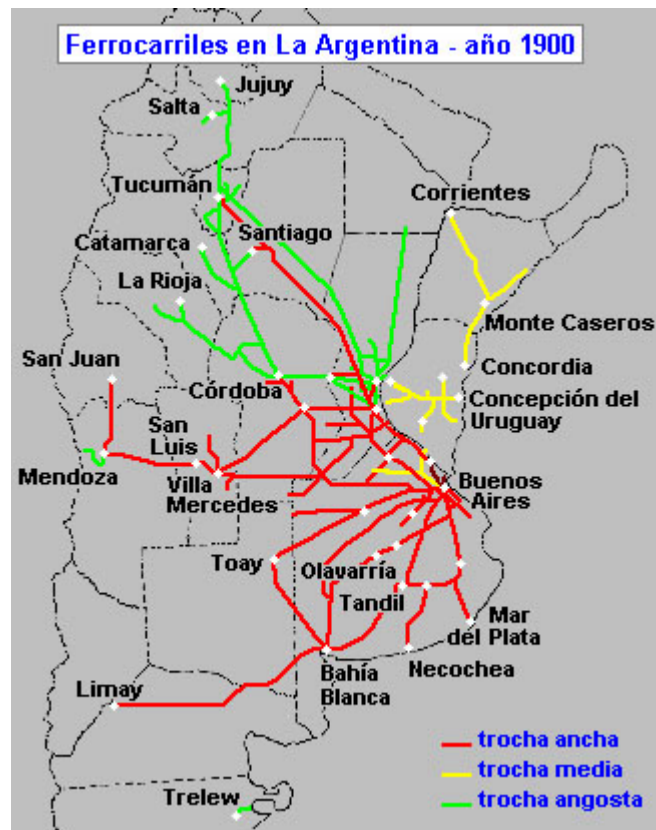 Ferrocarriles en La Argentina - año 1900
Jujuy
Salta
Tucumán
Corrientes
Catamarca
Santiago
La Rioja
Monte Caseros
San Juan
Concordia
Córdoba
Concepción del
Uruguay
San
Luis
Mendoza
Villa
Mercedes
Buenos
Aires
Toay
Olavarría
Tandil
Mar
del Plata
Bahía
Blanca
Necochea
Limay
trocha ancha
trocha media
trocha angosta
Trelew